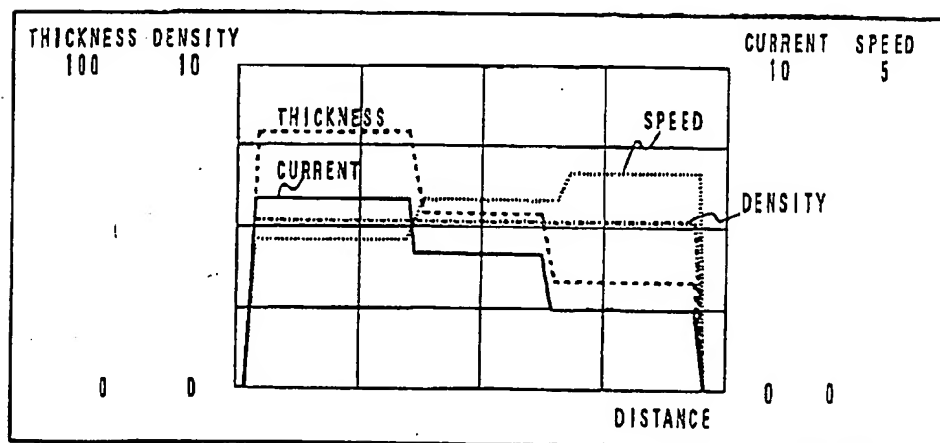 THICKNESS DENSITY CURRENT SPEED
100 10 10 5
THICKNESS
SPEED
CURRENT
DENSITY
0 0 0 0
DISTANCE